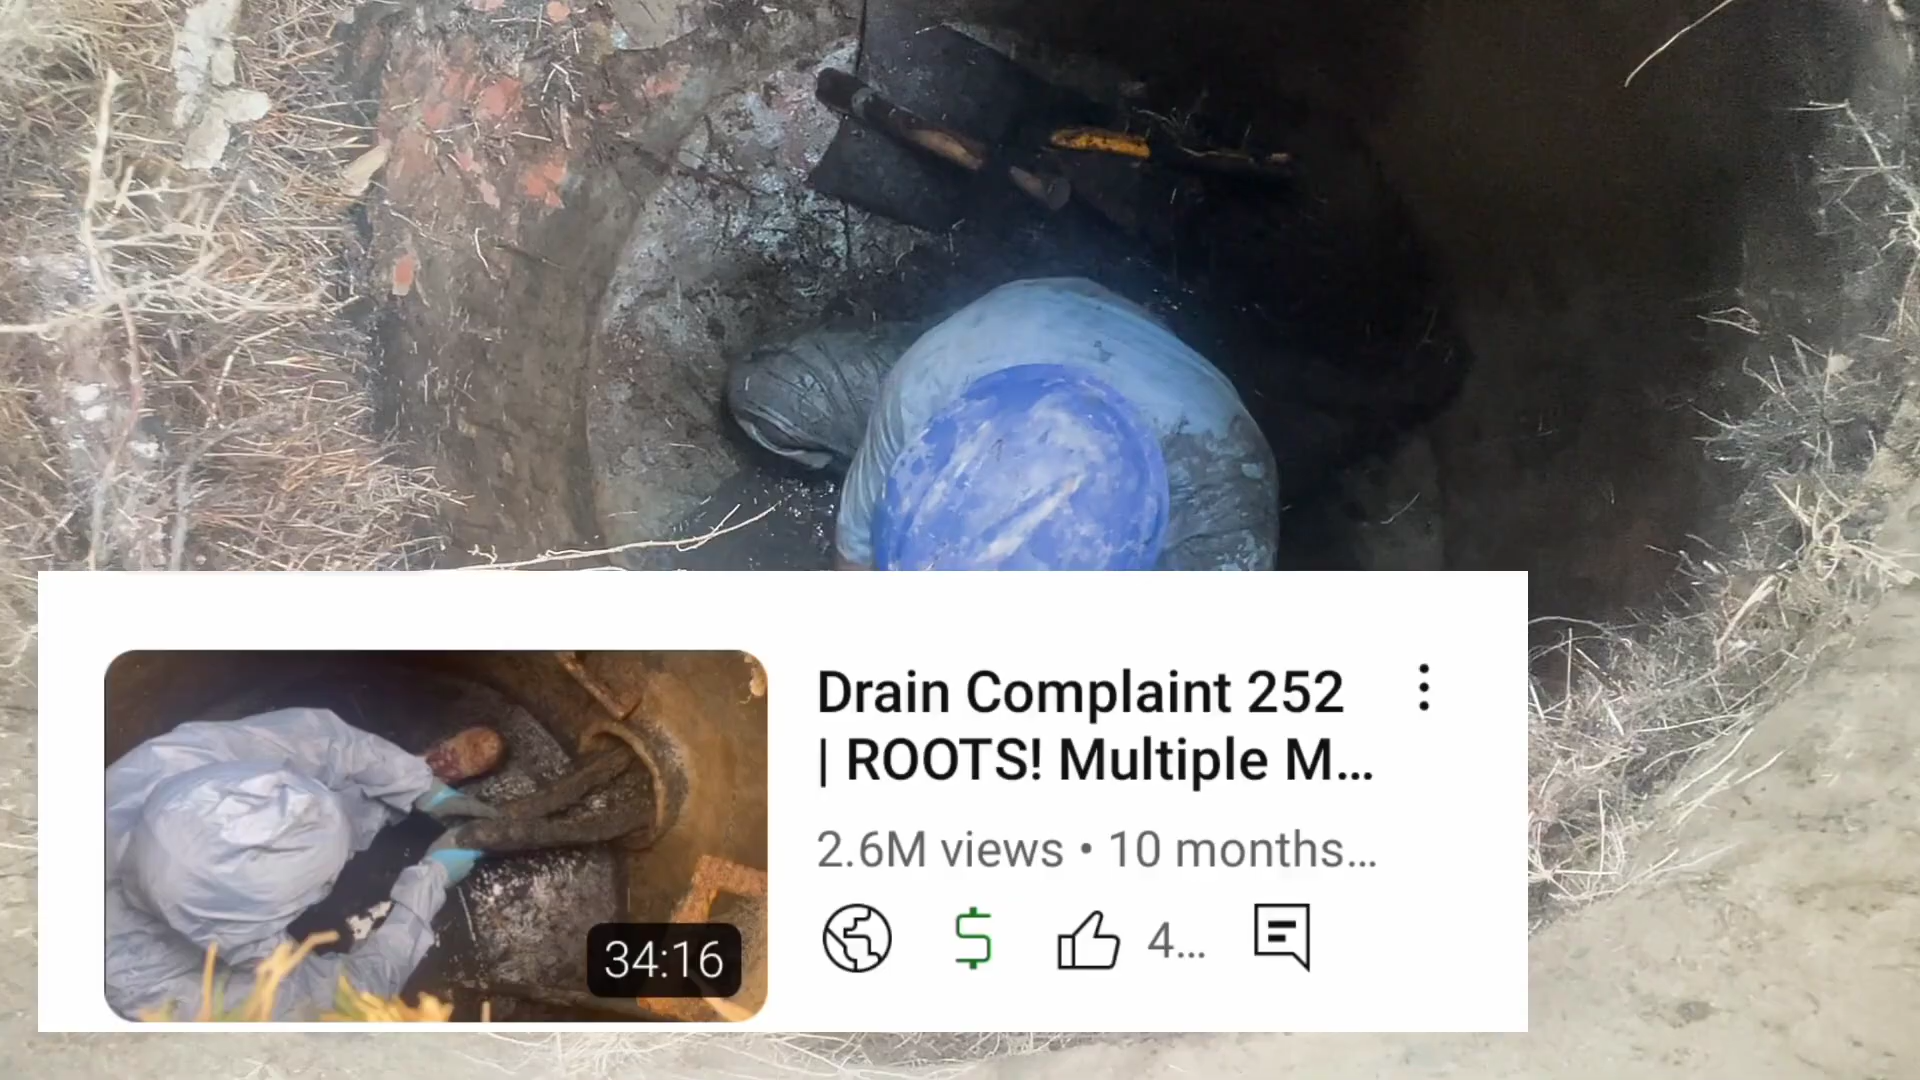 Drain Complaint 252
| ROOTS! Multiple M...
2.6M views • 10 months...
4...
34:16